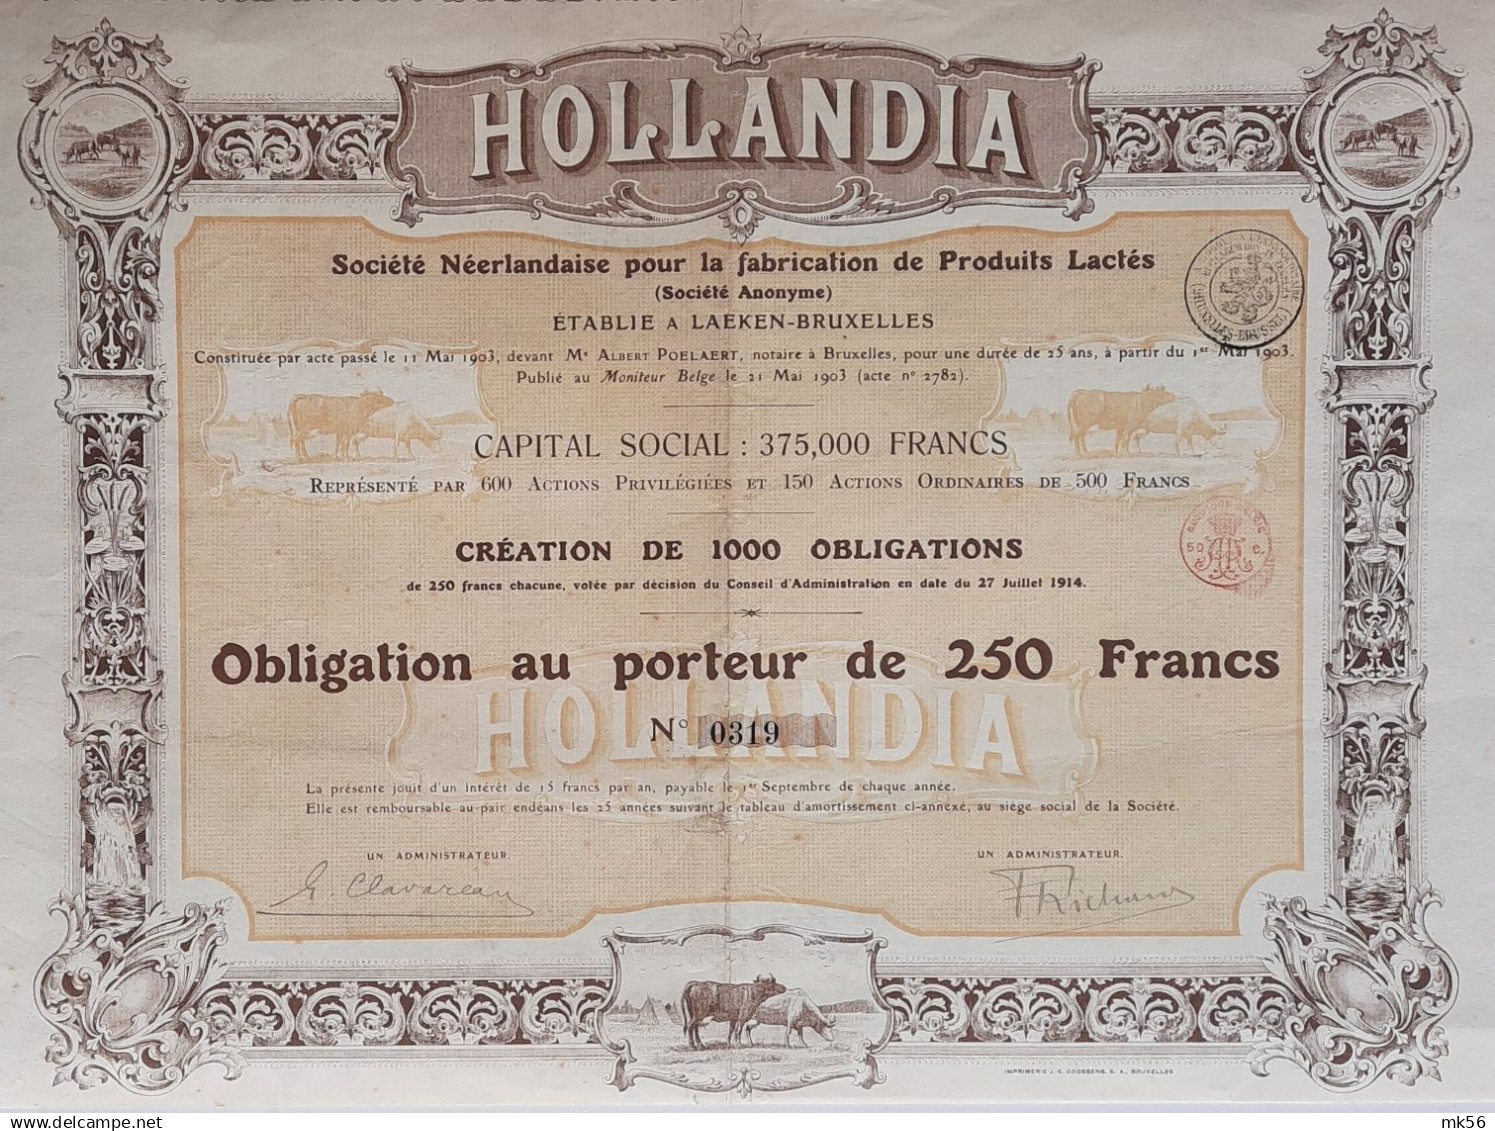 HOLLANDIA
Société Néerlandaise pour la fabrication de Produits Lactés
(Société Anonyme)
ÉTABLIE A LAEKEN-BRUXELLES
Constituée par acte passé le 11 Mai 1903, devant Me ALBERT POELAERT, notaire à Bruxelles, pour une durée de 25 ans, à partir du 1er Mai 1903.
Publié au Moniteur Belge le 21 Mai 1903 (acte no 2782).
CAPITAL SOCIAL : 375,000 FRANCS
REPRÉSENTÉ PAR 600 ACTIONS PRIVILÉGIÉES ET 150 ACTIONS ORDINAIRES DE 500 FRANCS
CRÉATION DE 1000 OBLIGATIONS
de 250 francs chacune, votée par décision du Conseil d'Administration en date du 27 Juillet 1914.
50 c.
Obligation au porteur de 250 Francs
HOLLANDIA
No 0319
La présente jouit d'un intérêt de 15 francs par an, payable le 1er Septembre de chaque année.
Elle est remboursable au pair endéans les 25 années suivant le tableau d'amortissement ci-annexé, au siège social de la Société.
UN ADMINISTRATEUR. UN ADMINISTRATEUR.
G. Clavareau
IMPRIMERIE J. E. GOOSSENS, S. A., BRUXELLES
mk56